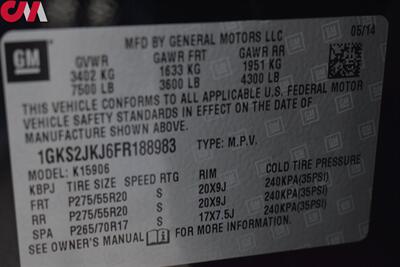 CM
GM
MFD BY GENERAL MOTORS LLC 05/14
GVWR GAWR FRT GAWR RR
3402 KG 1633 KG 1951 KG
7500 LB 3600 LB 4300 LB
THIS VEHICLE CONFORMS TO ALL APPLICABLE U.S. FEDERAL MOTOR
VEHICLE SAFETY STANDARDS IN EFFECT ON THE DATE OF
MANUFACTURE SHOWN ABOVE.
1GKS2JKJ6FR188983 TYPE: M.P.V.
MODEL: K15906
KBPJ TIRE SIZE SPEED RTG RIM COLD TIRE PRESSURE
FRT P275/55R20 S 20X9J 240KPA(35PSI)
RR P275/55R20 S 20X9J 240KPA(35PSI)
SPA P265/70R17 S 17X7.5J 240KPA(35PSI)
SEE OWNER'S MANUAL FOR MORE INFORMATION.